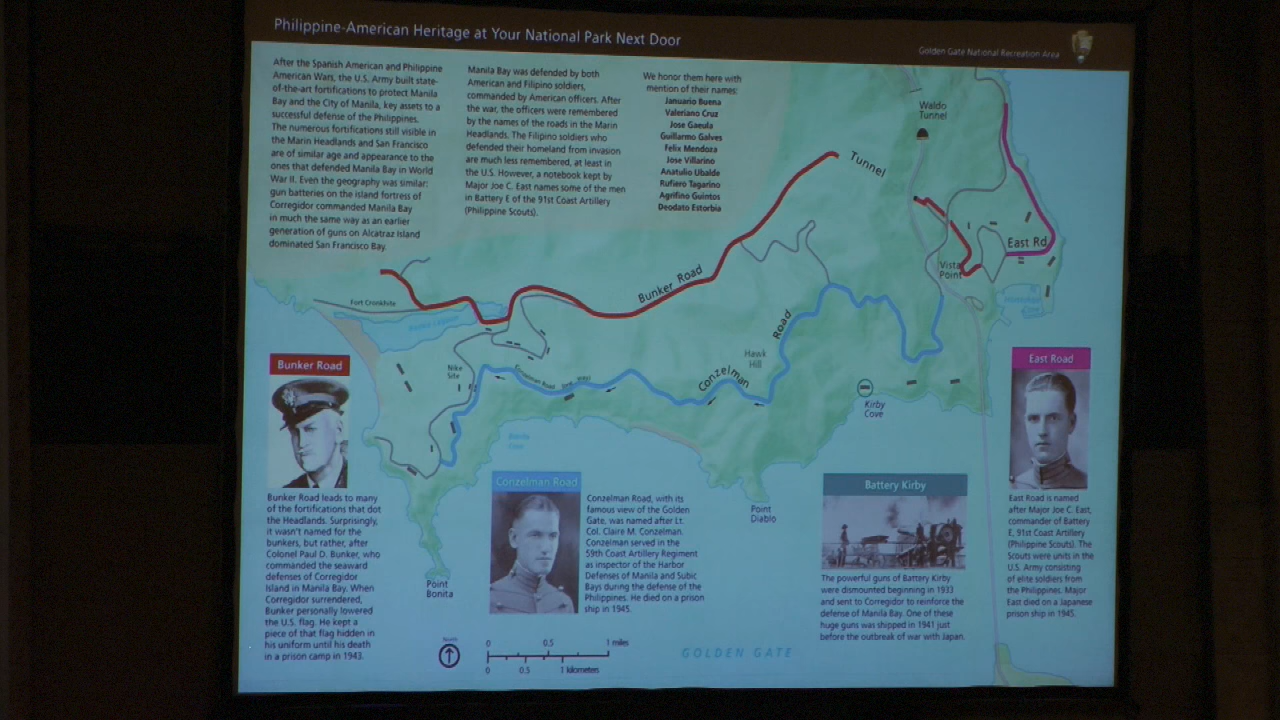 Philippine-American Heritage at Your National Park Next Door
Golden Gate National Recreation Area
After the Spanish American and Philippine
American Wars, the U.S. Army built state-
of-the-art fortifications to protect Manila
Bay and the City of Manila, key assets to a
successful defense of the Philippines.
The numerous fortifications still visible in
the Marin Headlands and San Francisco
are of similar age and appearance to the
ones that defended Manila Bay in World
War II. Even the geography was similar:
gun batteries on the island fortress of
Corregidor commanded Manila Bay
in much the same way as an earlier
generation of guns on Alcatraz Island
dominated San Francisco Bay.
Manila Bay was defended by both
American and Filipino soldiers,
commanded by American officers. After
the war, the officers were remembered
by the names of the roads in the Marin
Headlands. The Filipino soldiers who
defended their homeland from invasion
are much less remembered, at least in
the U.S. However, a notebook kept by
Major Joe C. East names some of the men
in Battery E of the 91st Coast Artillery
(Philippine Scouts).
We honor them here with
mention of their names:
Januario Buena
Valeriano Cruz
Jose Gaeula
Guillarmo Galves
Felix Mendoza
Jose Villarino
Anatulio Ubalde
Rufiero Tagarino
Agrifino Guintos
Deodato Estorbia
Waldo
Tunnel
Tunnel
East Rd
Vista
Point
Bunker Road
Fort Cronkhite
Road
Hawk
Hill
Conzelman
Nike
Site
Kirby
Cove
Point
Diablo
Point
Bonita
Bunker Road
Bunker Road leads to many
of the fortifications that dot
the Headlands. Surprisingly,
it wasn't named for the
bunkers, but rather, after
Colonel Paul D. Bunker, who
commanded the seaward
defenses of Corregidor
Island in Manila Bay. When
Corregidor surrendered,
Bunker personally lowered
the U.S. flag. He kept a
piece of that flag hidden in
his uniform until his death
in a prison camp in 1943.
Conzelman Road
Conzelman Road, with its
famous view of the Golden
Gate, was named after Lt.
Col. Claire M. Conzelman.
Conzelman served in the
59th Coast Artillery Regiment
as inspector of the Harbor
Defenses of Manila and Subic
Bays during the defense of the
Philippines. He died on a prison
ship in 1945.
Battery Kirby
The powerful guns of Battery Kirby
were dismounted beginning in 1933
and sent to Corregidor to reinforce the
defense of Manila Bay. One of these
huge guns was shipped in 1941 just
before the outbreak of war with Japan.
East Road
East Road is named
after Major Joe C. East,
commander of Battery
E, 91st Coast Artillery
(Philippine Scouts). The
Scouts were units in the
U.S. Army consisting
of elite soldiers from
the Philippines. Major
East died on a Japanese
prison ship in 1945.
North
0 0.5 1 miles
0 0.5 1 kilometers
GOLDEN GATE